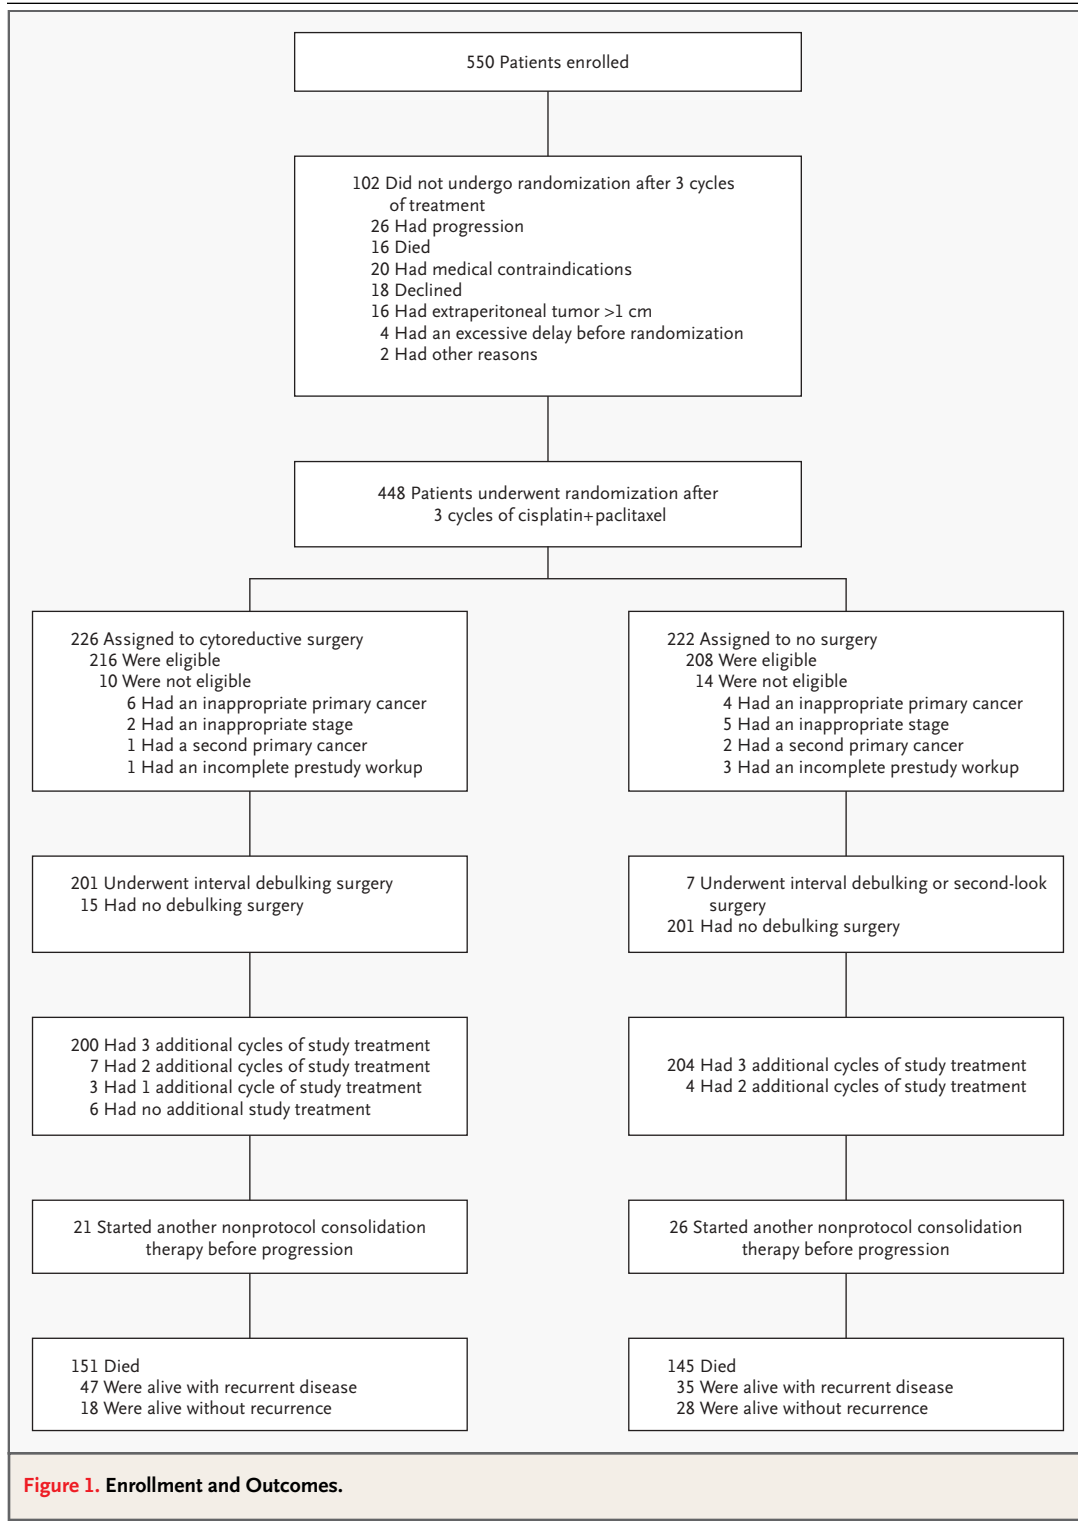 550 Patients enrolled
102 Did not undergo randomization after 3 cycles
of treatment
26 Had progression
16 Died
20 Had medical contraindications
18 Declined
16 Had extraperitoneal tumor >1 cm
4 Had an excessive delay before randomization
2 Had other reasons
448 Patients underwent randomization after
3 cycles of cisplatin+paclitaxel
226 Assigned to cytoreductive surgery
216 Were eligible
10 Were not eligible
6 Had an inappropriate primary cancer
2 Had an inappropriate stage
1 Had a second primary cancer
1 Had an incomplete prestudy workup
222 Assigned to no surgery
208 Were eligible
14 Were not eligible
4 Had an inappropriate primary cancer
5 Had an inappropriate stage
2 Had a second primary cancer
3 Had an incomplete prestudy workup
201 Underwent interval debulking surgery
15 Had no debulking surgery
7 Underwent interval debulking or second-look
surgery
201 Had no debulking surgery
200 Had 3 additional cycles of study treatment
7 Had 2 additional cycles of study treatment
3 Had 1 additional cycle of study treatment
6 Had no additional study treatment
204 Had 3 additional cycles of study treatment
4 Had 2 additional cycles of study treatment
21 Started another nonprotocol consolidation
therapy before progression
26 Started another nonprotocol consolidation
therapy before progression
151 Died
47 Were alive with recurrent disease
18 Were alive without recurrence
145 Died
35 Were alive with recurrent disease
28 Were alive without recurrence
Figure 1. Enrollment and Outcomes.